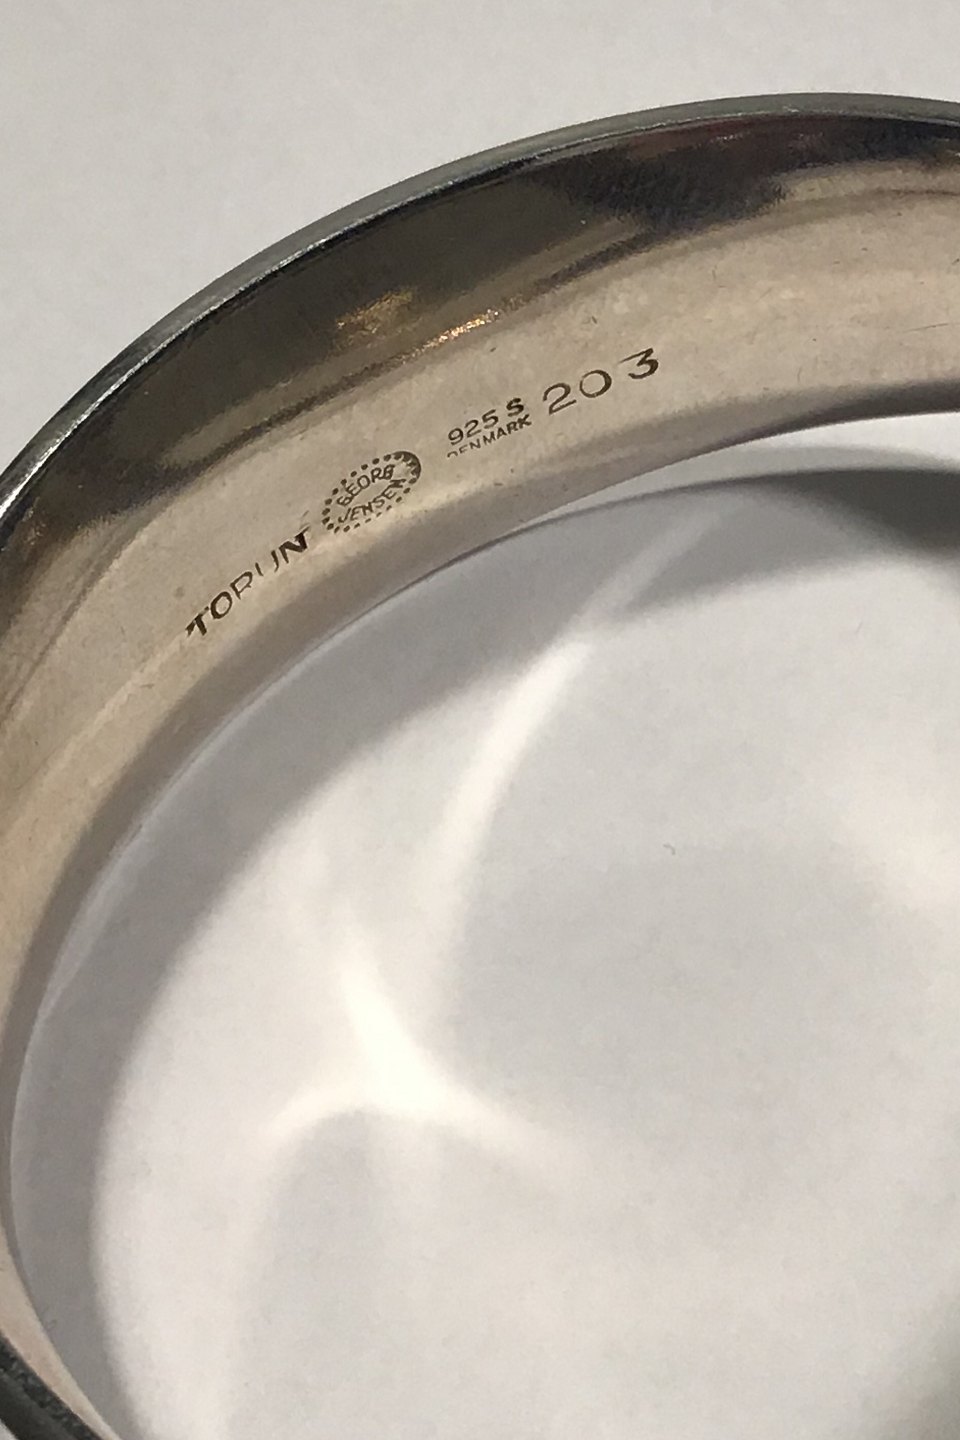 TORUN
GEORG
JENSEN
925 S
DENMARK
203